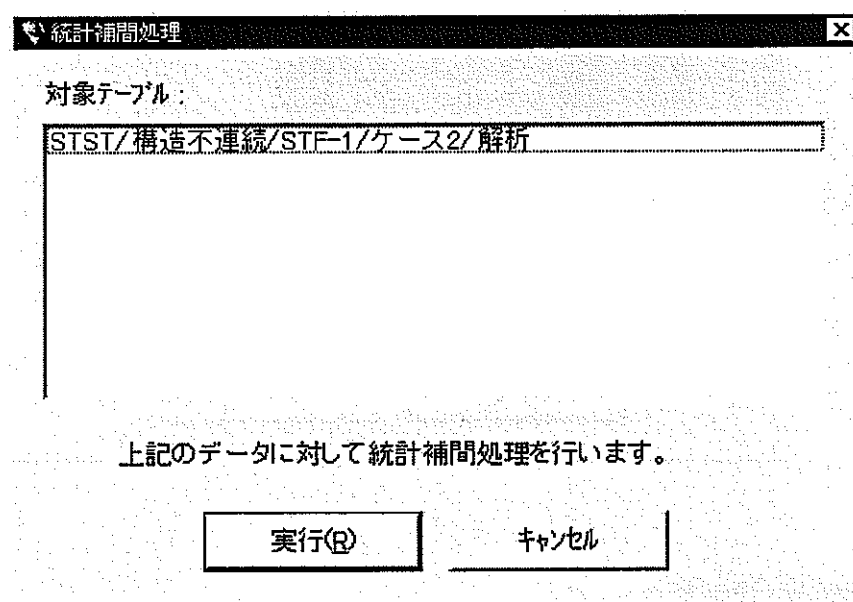 統計補間処理
対象テーブル:
STST/構造不連続/STF-1/ケース2/解析
上記のデータに対して統計補間処理を行います。
実行(R)
キャンセル